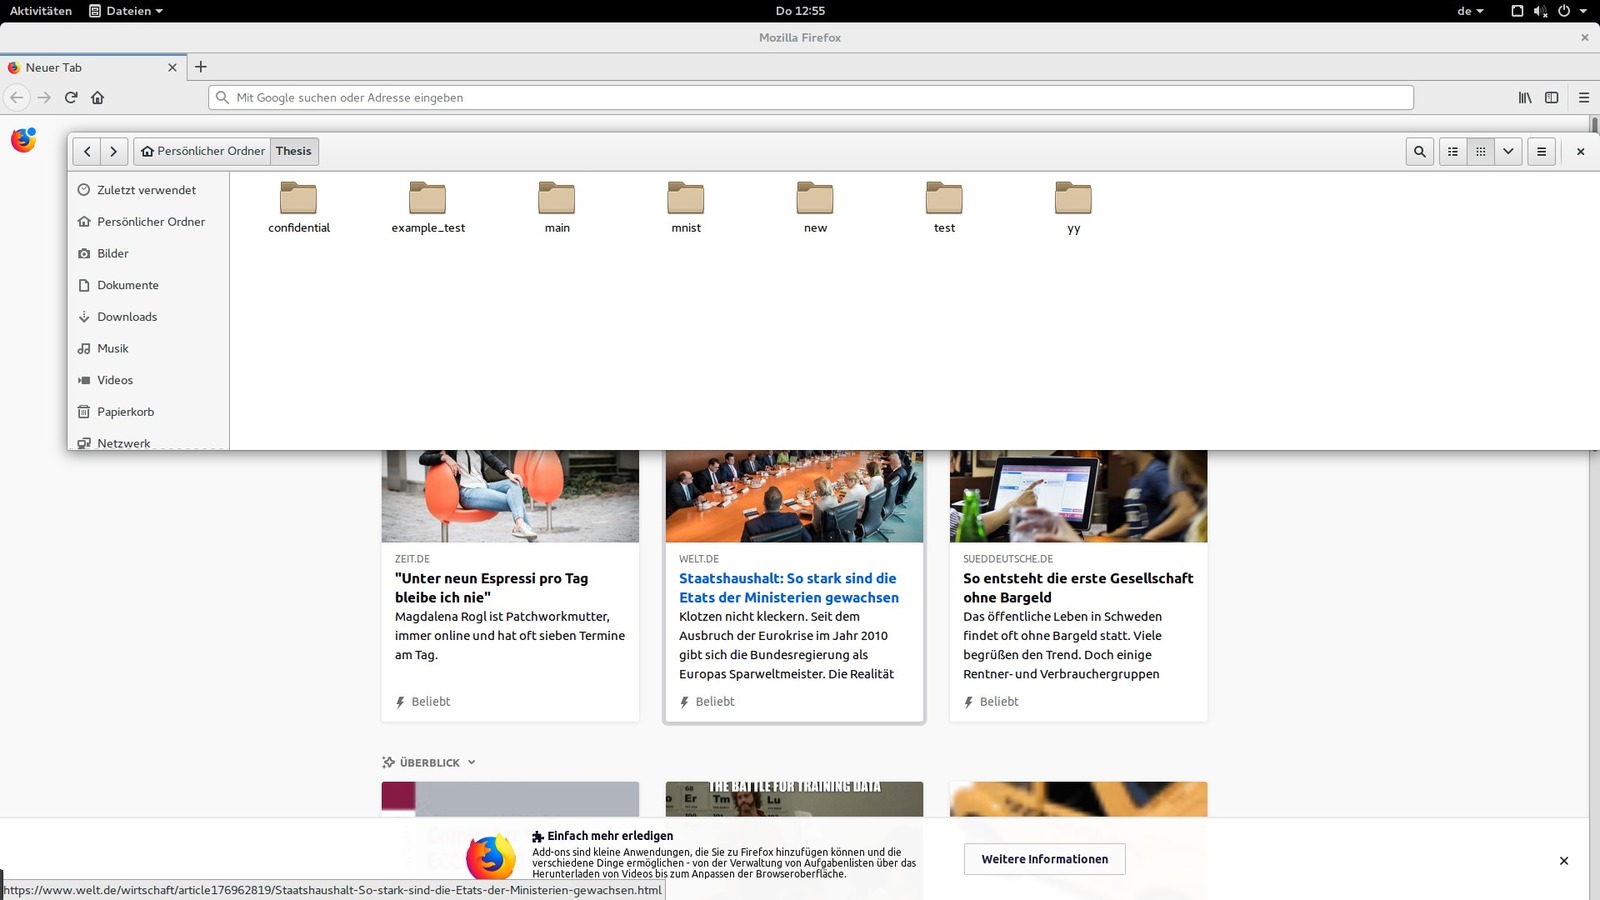 Aktivitäten Dateien Do 12:55 de
Mozilla Firefox
Neuer Tab
Mit Google suchen oder Adresse eingeben
Persönlicher Ordner Thesis
Zuletzt verwendet
Persönlicher Ordner
Bilder
Dokumente
Downloads
Musik
Videos
Papierkorb
Netzwerk
confidential example_test main mnist new test yy
ZEIT.DE
"Unter neun Espressi pro Tag
bleibe ich nie"
Magdalena Rogl ist Patchworkmutter,
immer online und hat oft sieben Termine
am Tag.
Beliebt
WELT.DE
Staatshaushalt: So stark sind die
Etats der Ministerien gewachsen
Klotzen nicht kleckern. Seit dem
Ausbruch der Eurokrise im Jahr 2010
gibt sich die Bundesregierung als
Europas Sparweltmeister. Die Realität
Beliebt
SUEDDEUTSCHE.DE
So entsteht die erste Gesellschaft
ohne Bargeld
Das öffentliche Leben in Schweden
findet oft ohne Bargeld statt. Viele
begrüßen den Trend. Doch einige
Rentner- und Verbrauchergruppen
Beliebt
ÜBERBLICK
THE BATTLE FOR TRAINING DATA
68
Er Tm Lu
Einfach mehr erledigen
Add-ons sind kleine Anwendungen, die Sie zu Firefox hinzufügen können und die
verschiedene Dinge ermöglichen - von der Verwaltung von Aufgabenlisten über das
Herunterladen von Videos bis zum Anpassen der Browseroberfläche.
Weitere Informationen
https://www.welt.de/wirtschaft/article176962819/Staatshaushalt-So-stark-sind-die-Etats-der-Ministerien-gewachsen.html